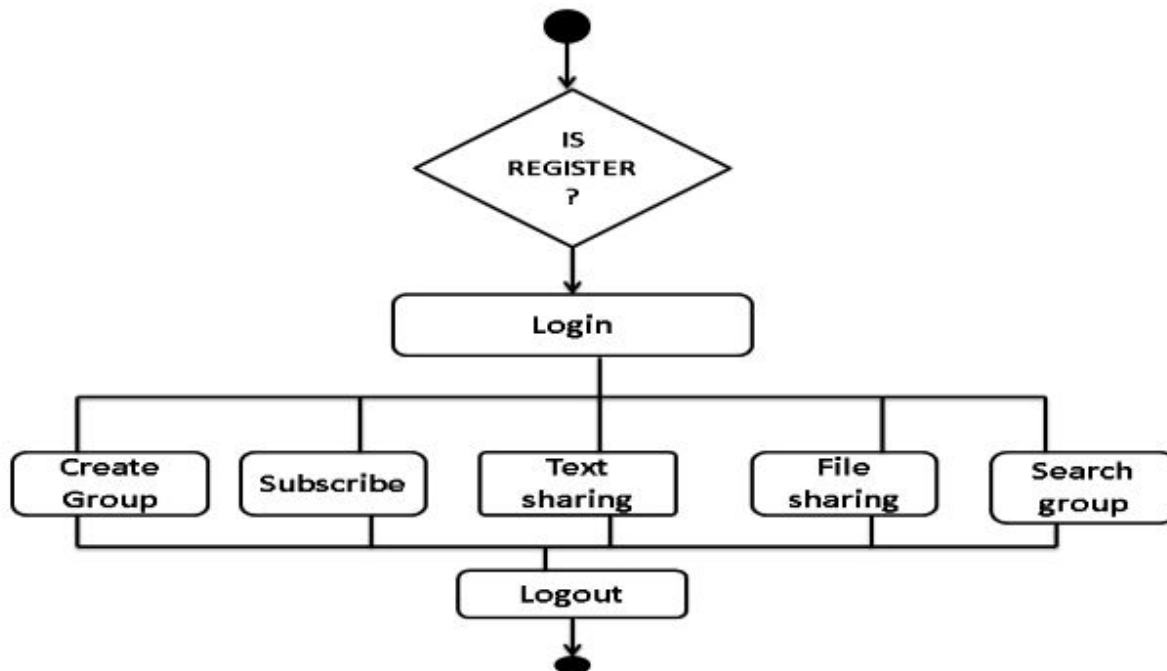 IS
REGISTER
?
Login
Create
Group
Subscribe
Text
sharing
File
sharing
Search
group
Logout